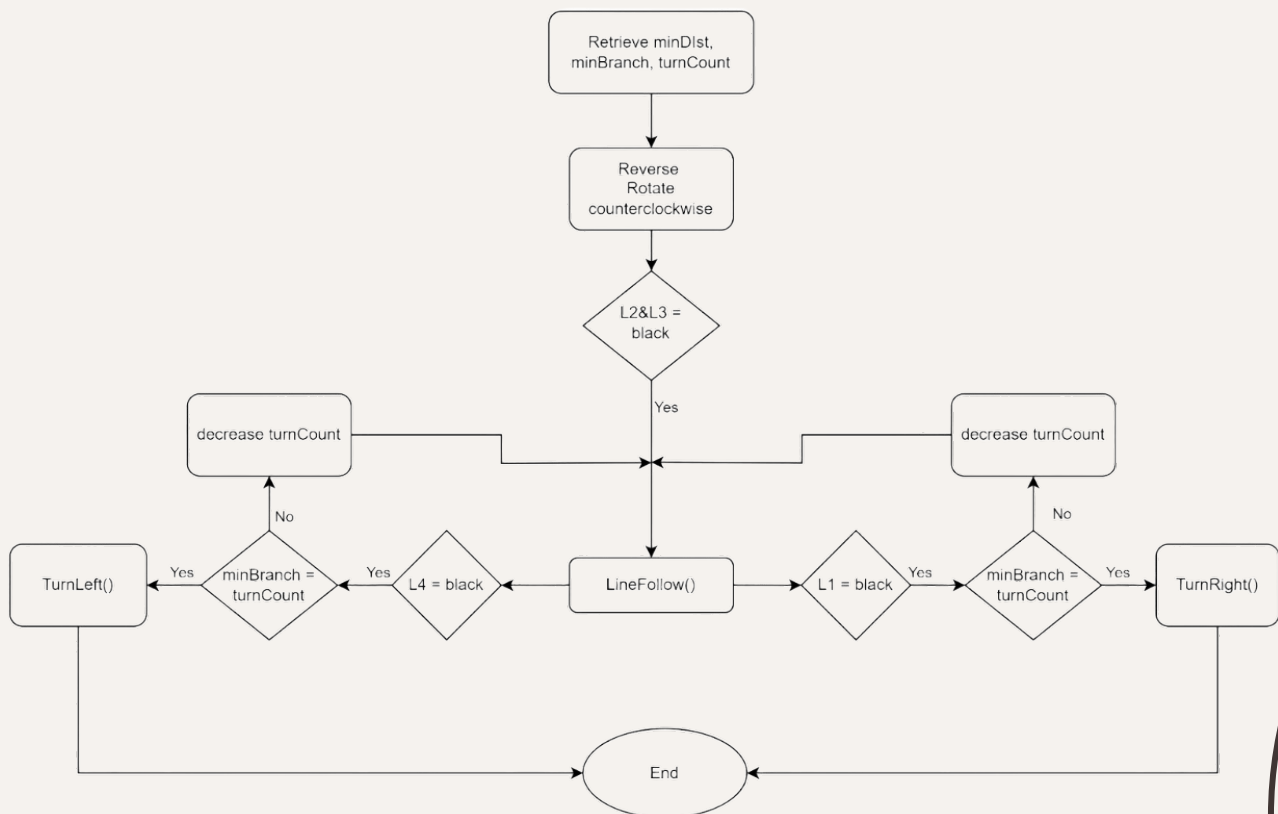 Retrieve minDIst,
minBranch, turnCount
Reverse
Rotate
counterclockwise
L2&L3 =
black
Yes
decrease turnCount
decrease turnCount
No
No
TurnLeft()
Yes
minBranch =
turnCount
Yes
L4 = black
LineFollow()
L1 = black
Yes
minBranch =
turnCount
Yes
TurnRight()
End